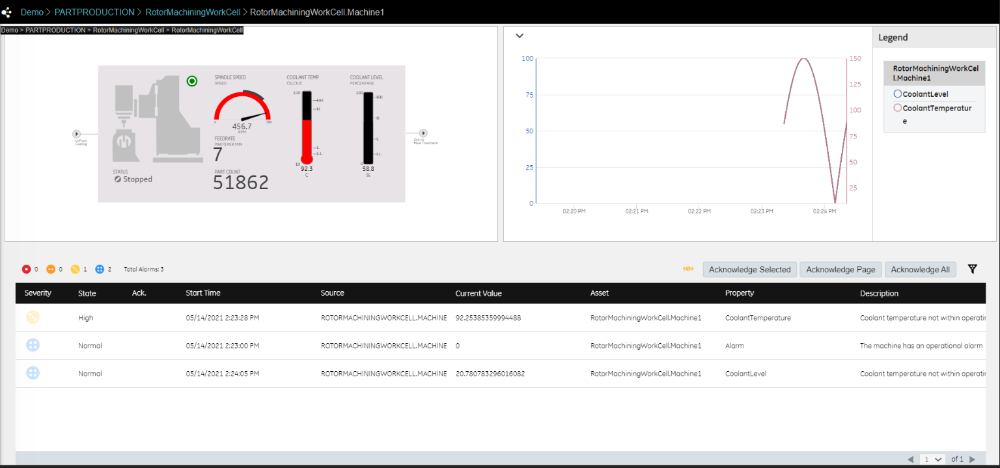 Demo > PARTPRODUCTION > RotorMachiningWorkCell > RotorMachiningWorkCell.Machine1
Demo > PARTPRODUCTION > RotorMachiningWorkCell > RotorMachiningWorkCell
In From
Casting
STATUS
Stopped
SPINDLE SPEED
SPEED
0
500
456.7
RPM
FEEDRATE
PARTS PER MIN
7
PART COUNT
51862
COOLANT TEMP
CELCIUS
150
HH
H
L
LL
10
92.3
C
COOLANT LEVEL
PERCENTAGE
100
HH
H
L
LL
0
58.8
%
Out to
Heat Treatment
100
75
50
25
0
150
125
100
75
50
25
02:20 PM 02:21 PM 02:22 PM 02:23 PM 02:24 PM
Legend
RotorMachiningWorkCel
l.Machine1
CoolantLevel
CoolantTemperatur
e
0 0 1 2 Total Alarms: 3
Acknowledge Selected Acknowledge Page Acknowledge All
Severity State Ack. Start Time Source Current Value Asset Property Description
High 05/14/2021 2:23:28 PM ROTORMACHININGWORKCELL.MACHINE 92.25385359994488 RotorMachiningWorkCell.Machine1 CoolantTemperature Coolant temperature not within operatin
Normal 05/14/2021 2:23:00 PM ROTORMACHININGWORKCELL.MACHINE 0 RotorMachiningWorkCell.Machine1 Alarm The machine has an operational alarm
Normal 05/14/2021 2:24:05 PM ROTORMACHININGWORKCELL.MACHINE 20.780783296016082 RotorMachiningWorkCell.Machine1 CoolantLevel Coolant temperature not within operatin
1 of 1